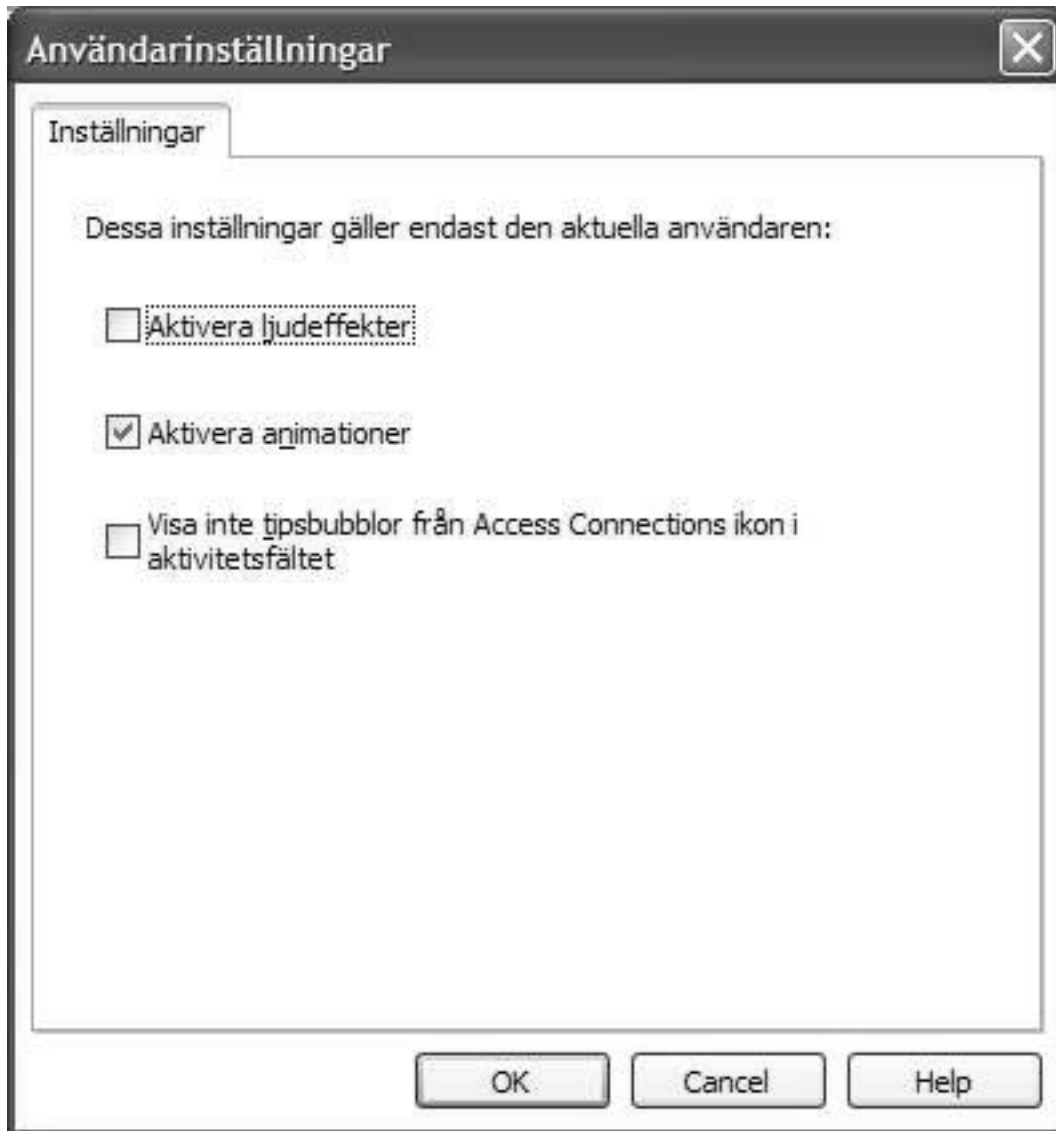 Användarinställningar
Inställningar
Dessa inställningar gäller endast den aktuella användaren:
Aktivera ljudeffekter
Aktivera animationer
Visa inte tipsbubblor från Access Connections ikon i
aktivitetsfältet
OK
Cancel
Help